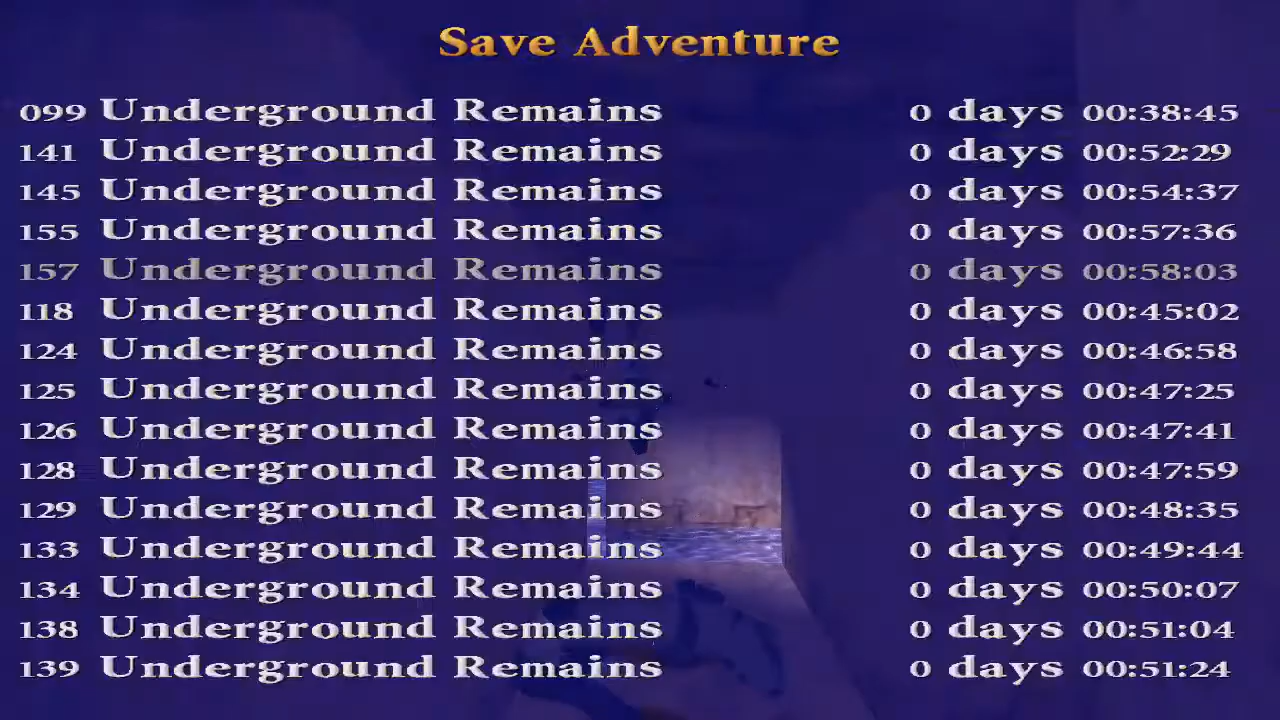 Save Adventure
099 Underground Remains 0 days 00:38:45
141 Underground Remains 0 days 00:52:29
145 Underground Remains 0 days 00:54:37
155 Underground Remains 0 days 00:57:36
157 Underground Remains 0 days 00:58:03
118 Underground Remains 0 days 00:45:02
124 Underground Remains 0 days 00:46:58
125 Underground Remains 0 days 00:47:25
126 Underground Remains 0 days 00:47:41
128 Underground Remains 0 days 00:47:59
129 Underground Remains 0 days 00:48:35
133 Underground Remains 0 days 00:49:44
134 Underground Remains 0 days 00:50:07
138 Underground Remains 0 days 00:51:04
139 Underground Remains 0 days 00:51:24